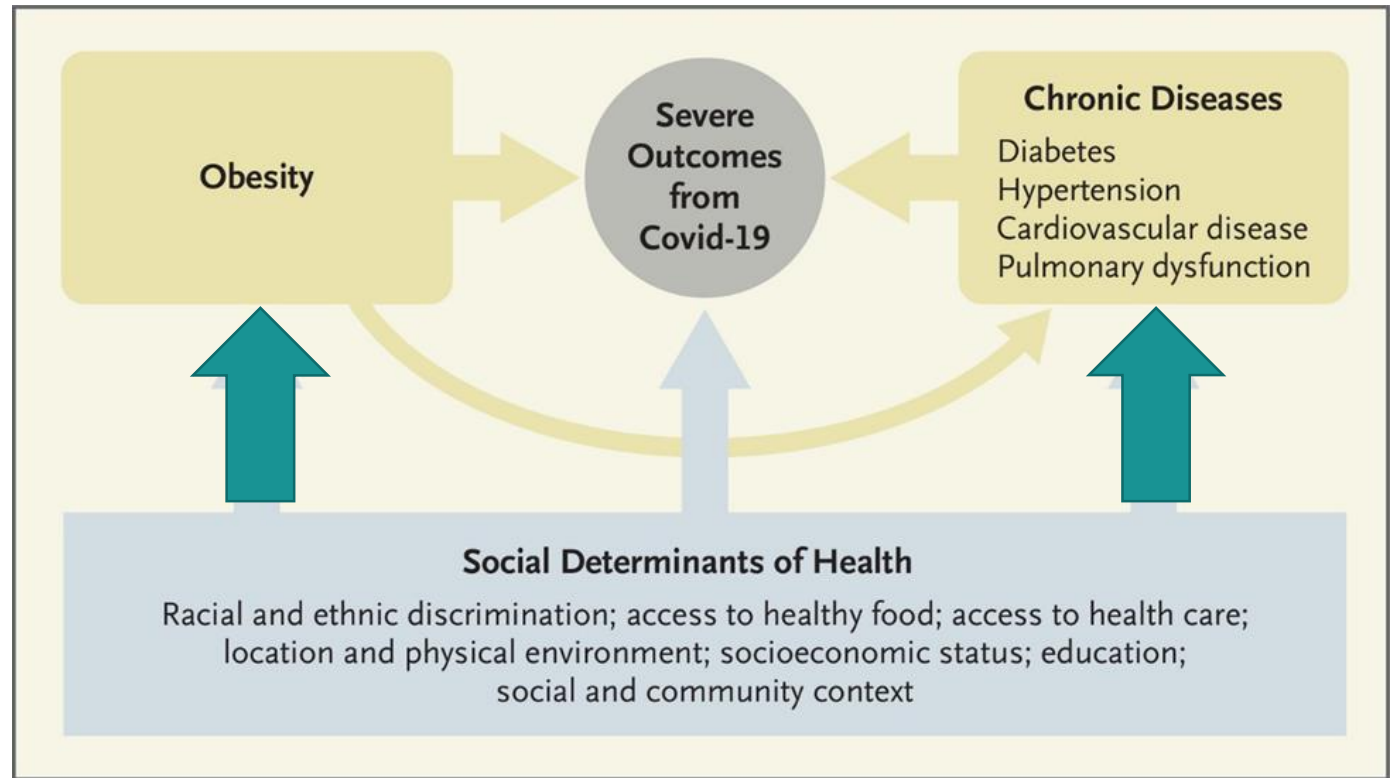 Obesity
Severe
Outcomes
from
Covid-19
Chronic Diseases
Diabetes
Hypertension
Cardiovascular disease
Pulmonary dysfunction
Social Determinants of Health
Racial and ethnic discrimination; access to healthy food; access to health care;
location and physical environment; socioeconomic status; education;
social and community context